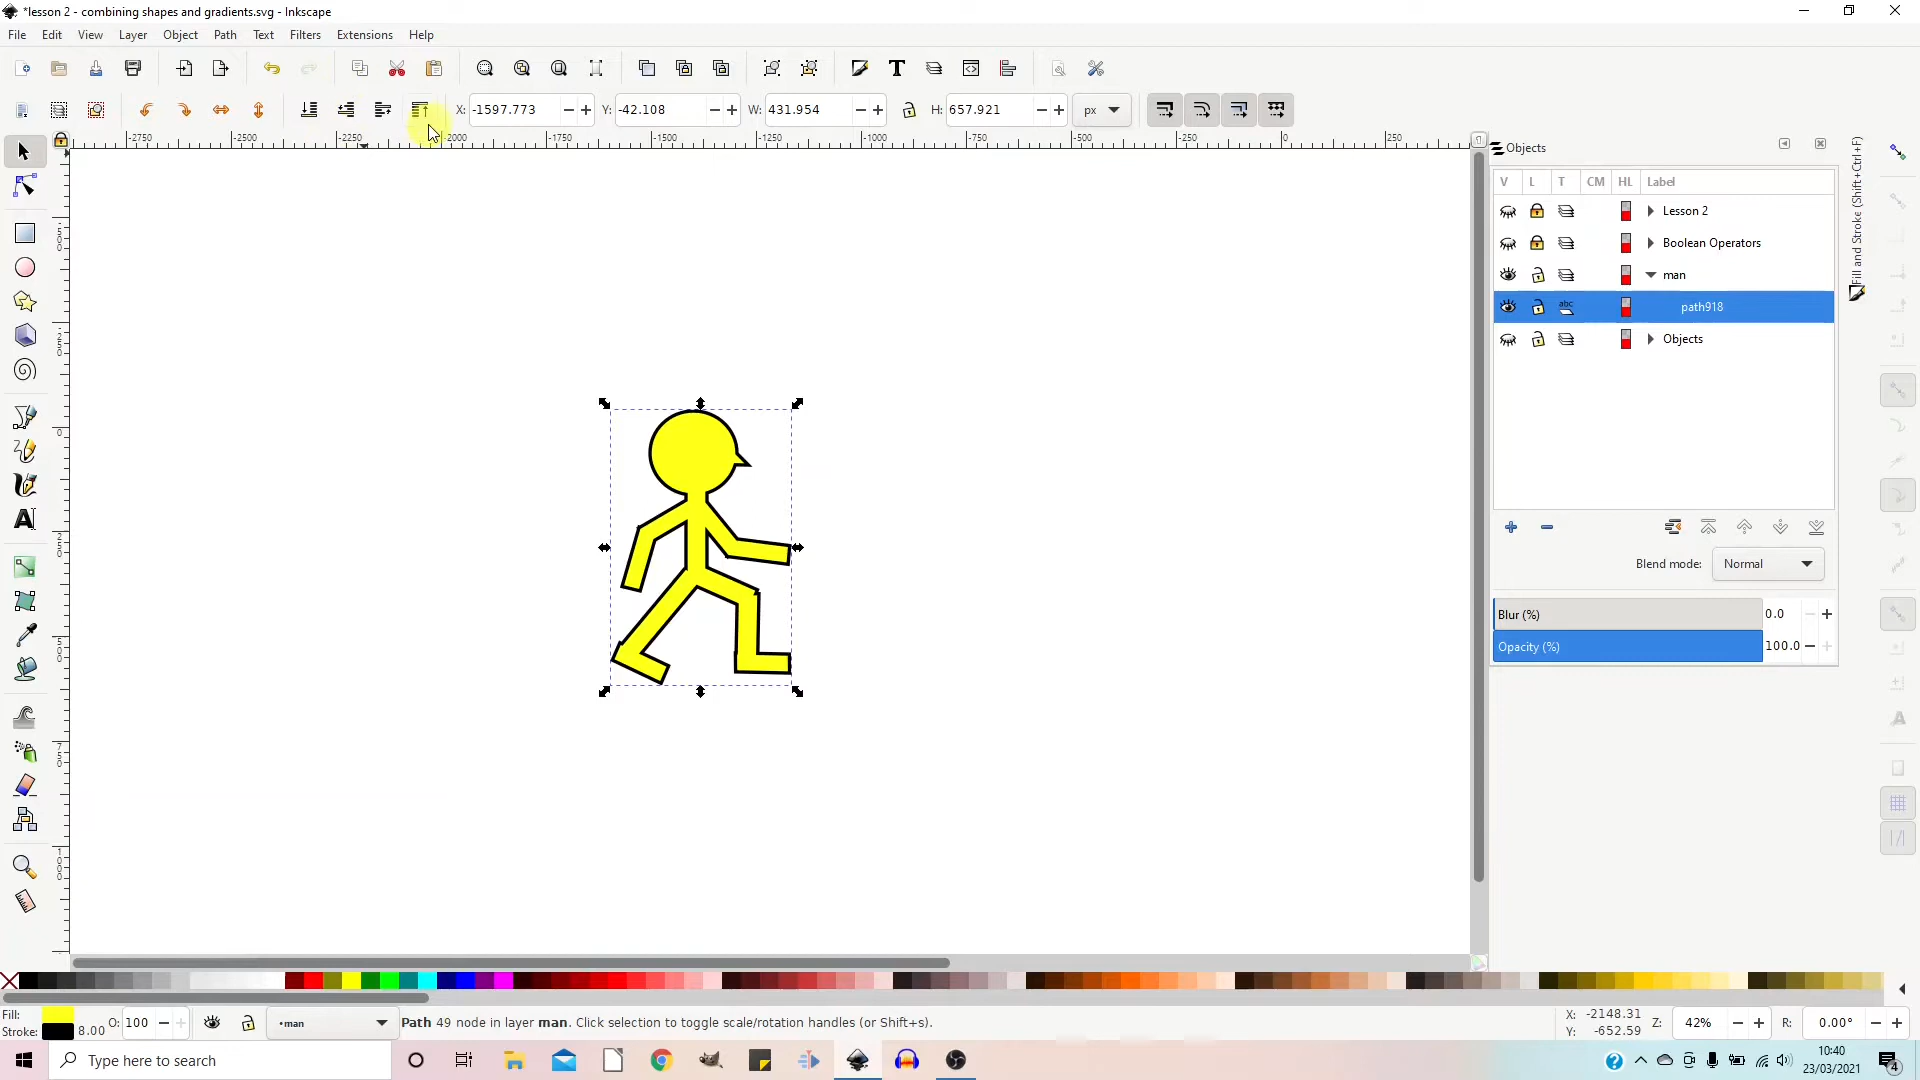 *lesson 2 - combining shapes and gradients.svg - Inkscape
File Edit View Layer Object Path Text Filters Extensions Help
X: -1597.773 Y: -42.108 W: 431.954 H: 657.921 px
-2750 -2500 -2250 -2000 -1750 -1500 -1250 -1000 -750 -500 -250 0 250
Objects
V L T CM HL Label
Lesson 2
Boolean Operators
man
abc path918
Objects
Fill and Stroke (Shift+Ctrl+F)
Blend mode: Normal
Blur (%) 0.0
Opacity (%) 100.0
Fill:
Stroke: 8.00 O: 100 •man Path 49 node in layer man. Click selection to toggle scale/rotation handles (or Shift+s).
X: -2148.31
Y: -652.59
Z: 42% R: 0.00°
Type here to search
10:40
23/03/2021
4